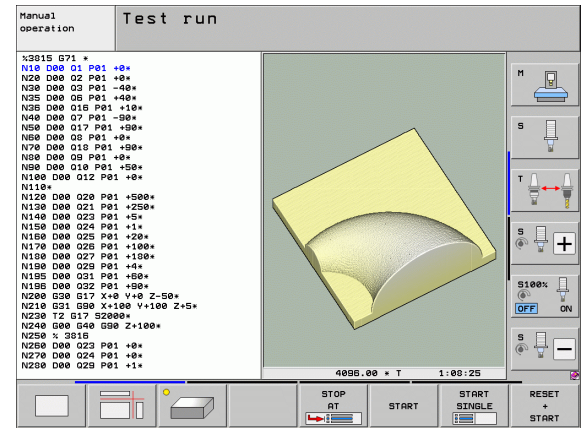 Manual
operation
Test run
%3815 G71 *
N10 D00 Q1 P01 +0*
N20 D00 Q2 P01 +0*
N30 D00 Q3 P01 -40*
N35 D00 Q6 P01 +40*
N36 D00 Q16 P01 +10*
N40 D00 Q7 P01 -90*
N50 D00 Q17 P01 +90*
N60 D00 Q8 P01 +0*
N70 D00 Q18 P01 +90*
N80 D00 Q9 P01 +0*
N90 D00 Q10 P01 +50*
N100 D00 Q12 P01 +0*
N110*
N120 D00 Q20 P01 +500*
N130 D00 Q21 P01 +250*
N140 D00 Q23 P01 +5*
N150 D00 Q24 P01 +1*
N160 D00 Q25 P01 +20*
N170 D00 Q26 P01 +100*
N180 D00 Q27 P01 +180*
N190 D00 Q29 P01 +4*
N195 D00 Q31 P01 +60*
N196 D00 Q32 P01 +90*
N200 G30 G17 X+0 Y+0 Z-50*
N210 G31 G90 X+100 Y+100 Z+5*
N230 T2 G17 S2000*
N240 G00 G40 G90 Z+100*
N250 % 3816
N260 D00 Q23 P01 +0*
N270 D00 Q24 P01 +0*
N280 D00 Q29 P01 +1*
4096.00 * T 1:08:25
M
S
T
S
+
S100%
OFF ON
S
−
STOP
AT
START
START
SINGLE
RESET
+
START